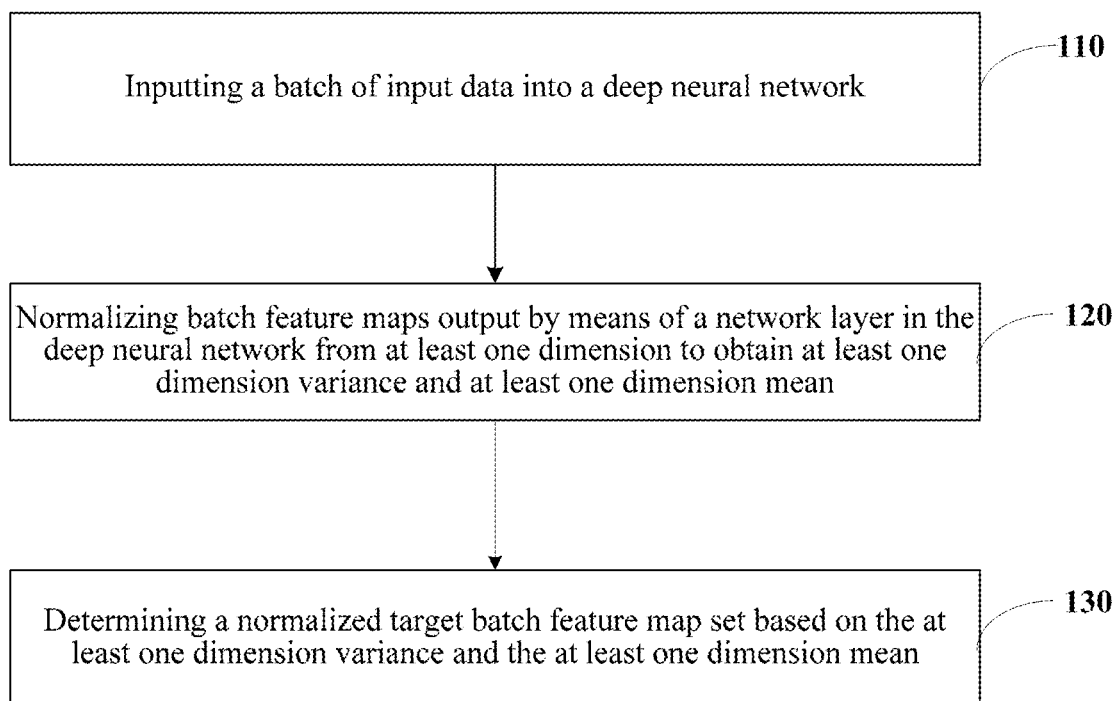 110
Inputting a batch of input data into a deep neural network
120
Normalizing batch feature maps output by means of a network layer in the
deep neural network from at least one dimension to obtain at least one
dimension variance and at least one dimension mean
130
Determining a normalized target batch feature map set based on the at
least one dimension variance and the at least one dimension mean